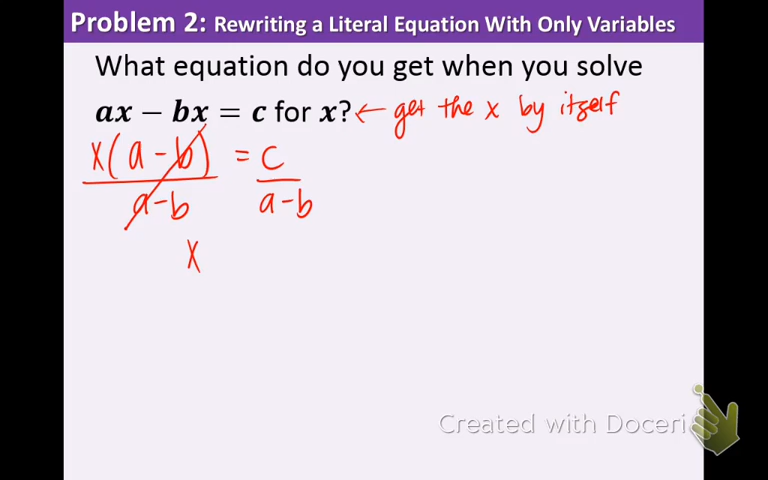 Problem 2: Rewriting a Literal Equation With Only Variables
What equation do you get when you solve
ax − bx = c for x? ← get the x by itself
x(a − b) = c
a − b a − b
x
Created with Doceri